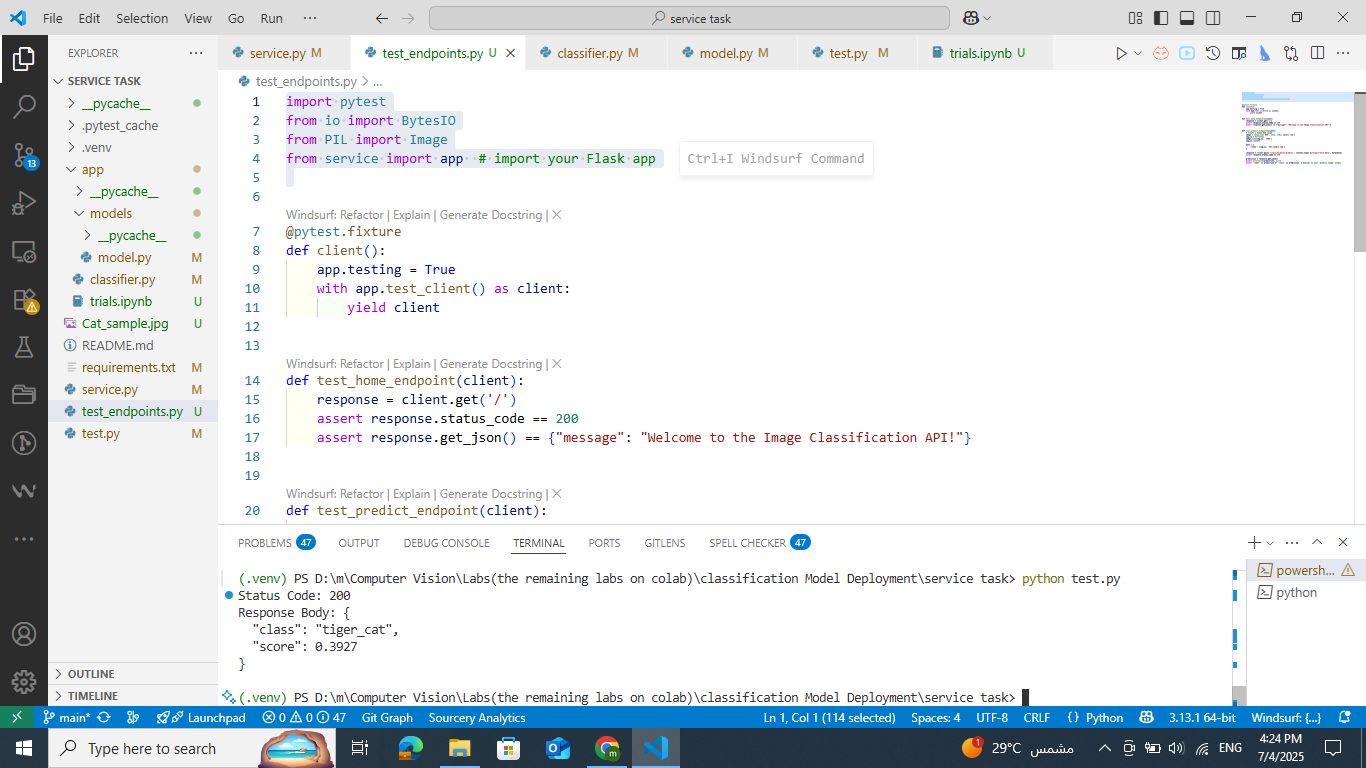 File Edit Selection View Go Run ··· service task
EXPLORER ···
SERVICE TASK
__pycache__
.pytest_cache
.venv
app
__pycache__
models
__pycache__
model.py M
classifier.py M
trials.ipynb U
Cat_sample.jpg U
README.md
requirements.txt M
service.py M
test_endpoints.py U
test.py M
OUTLINE
TIMELINE
13
service.py M test_endpoints.py U classifier.py M model.py M test.py M trials.ipynb U
test_endpoints.py > ...
1 import pytest
2 from io import BytesIO
3 from PIL import Image
4 from service import app  # import your Flask app
Ctrl+I Windsurf Command
5
6
Windsurf: Refactor | Explain | Generate Docstring | X
7 @pytest.fixture
8 def client():
9     app.testing = True
10     with app.test_client() as client:
11         yield client
12
13
Windsurf: Refactor | Explain | Generate Docstring | X
14 def test_home_endpoint(client):
15     response = client.get('/')
16     assert response.status_code == 200
17     assert response.get_json() == {"message": "Welcome to the Image Classification API!"}
18
19
Windsurf: Refactor | Explain | Generate Docstring | X
20 def test_predict_endpoint(client):
PROBLEMS 47 OUTPUT DEBUG CONSOLE TERMINAL PORTS GITLENS SPELL CHECKER 47
(.venv) PS D:\m\Computer Vision\Labs(the remaining labs on colab)\classification Model Deployment\service task> python test.py
Status Code: 200
Response Body: {
  "class": "tiger_cat",
  "score": 0.3927
}
(.venv) PS D:\m\Computer Vision\Labs(the remaining labs on colab)\classification Model Deployment\service task>
powersh...
python
main* Launchpad 0 0 47 Git Graph Sourcery Analytics Ln 1, Col 1 (114 selected) Spaces: 4 UTF-8 CRLF {} Python 3.13.1 64-bit Windsurf: {...}
Type here to search 1 29°C مشمس ENG 4:24 PM
7/4/2025